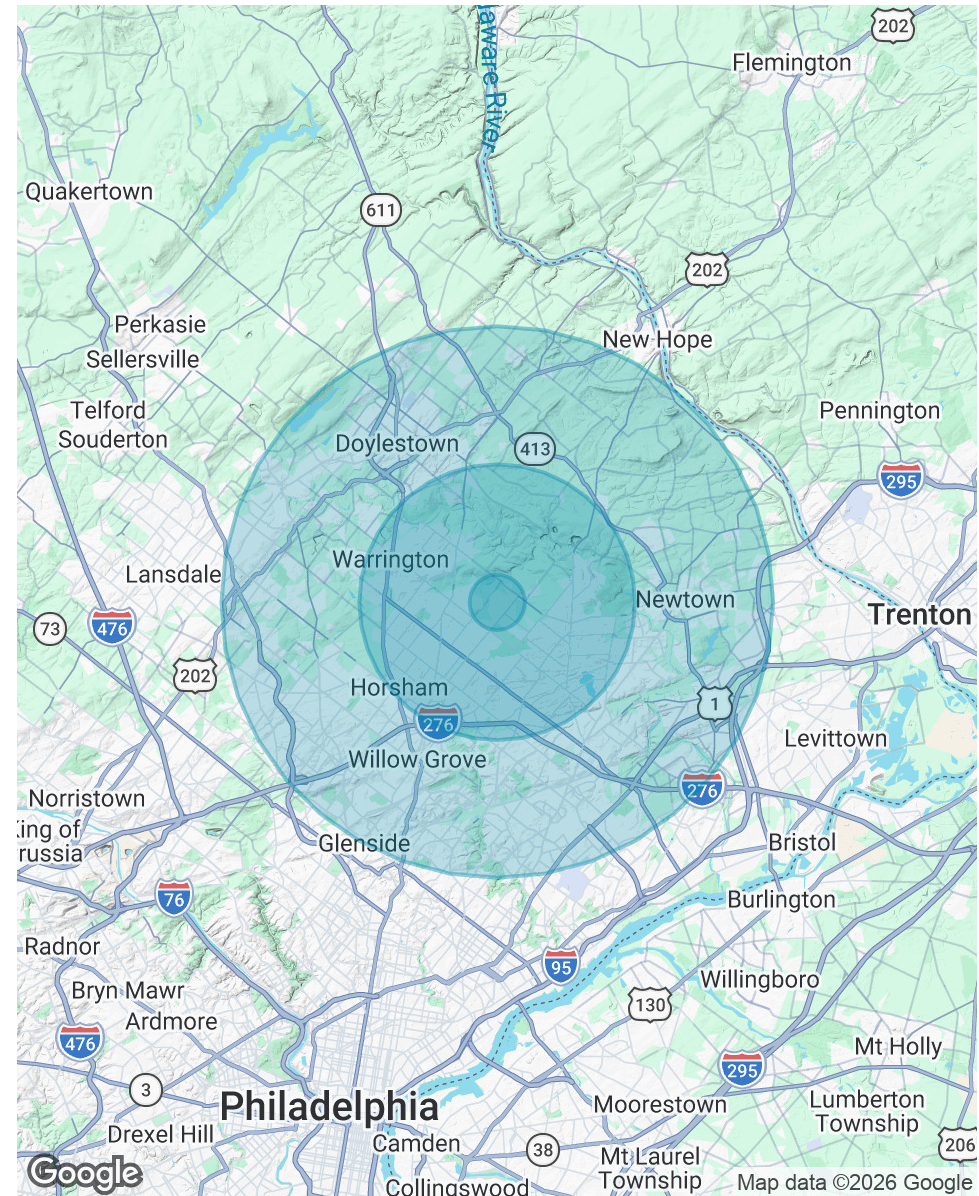 202
Flemington
Delaware River
Quakertown
611
202
Perkasie
New Hope
Sellersville
Telford
Pennington
Souderton
Doylestown
413
295
Warrington
Lansdale
Newtown
Trenton
476
73
202
Horsham
1
276
Levittown
Willow Grove
276
Norristown
King of
Prussia
Glenside
Bristol
76
Burlington
Radnor
95
Willingboro
Bryn Mawr
130
Ardmore
476
Mt Holly
295
3
Philadelphia
Moorestown
Lumberton
Township
Drexel Hill
Camden
38
206
Mt Laurel
Township
Google
Collingswood
Map data ©2026 Google